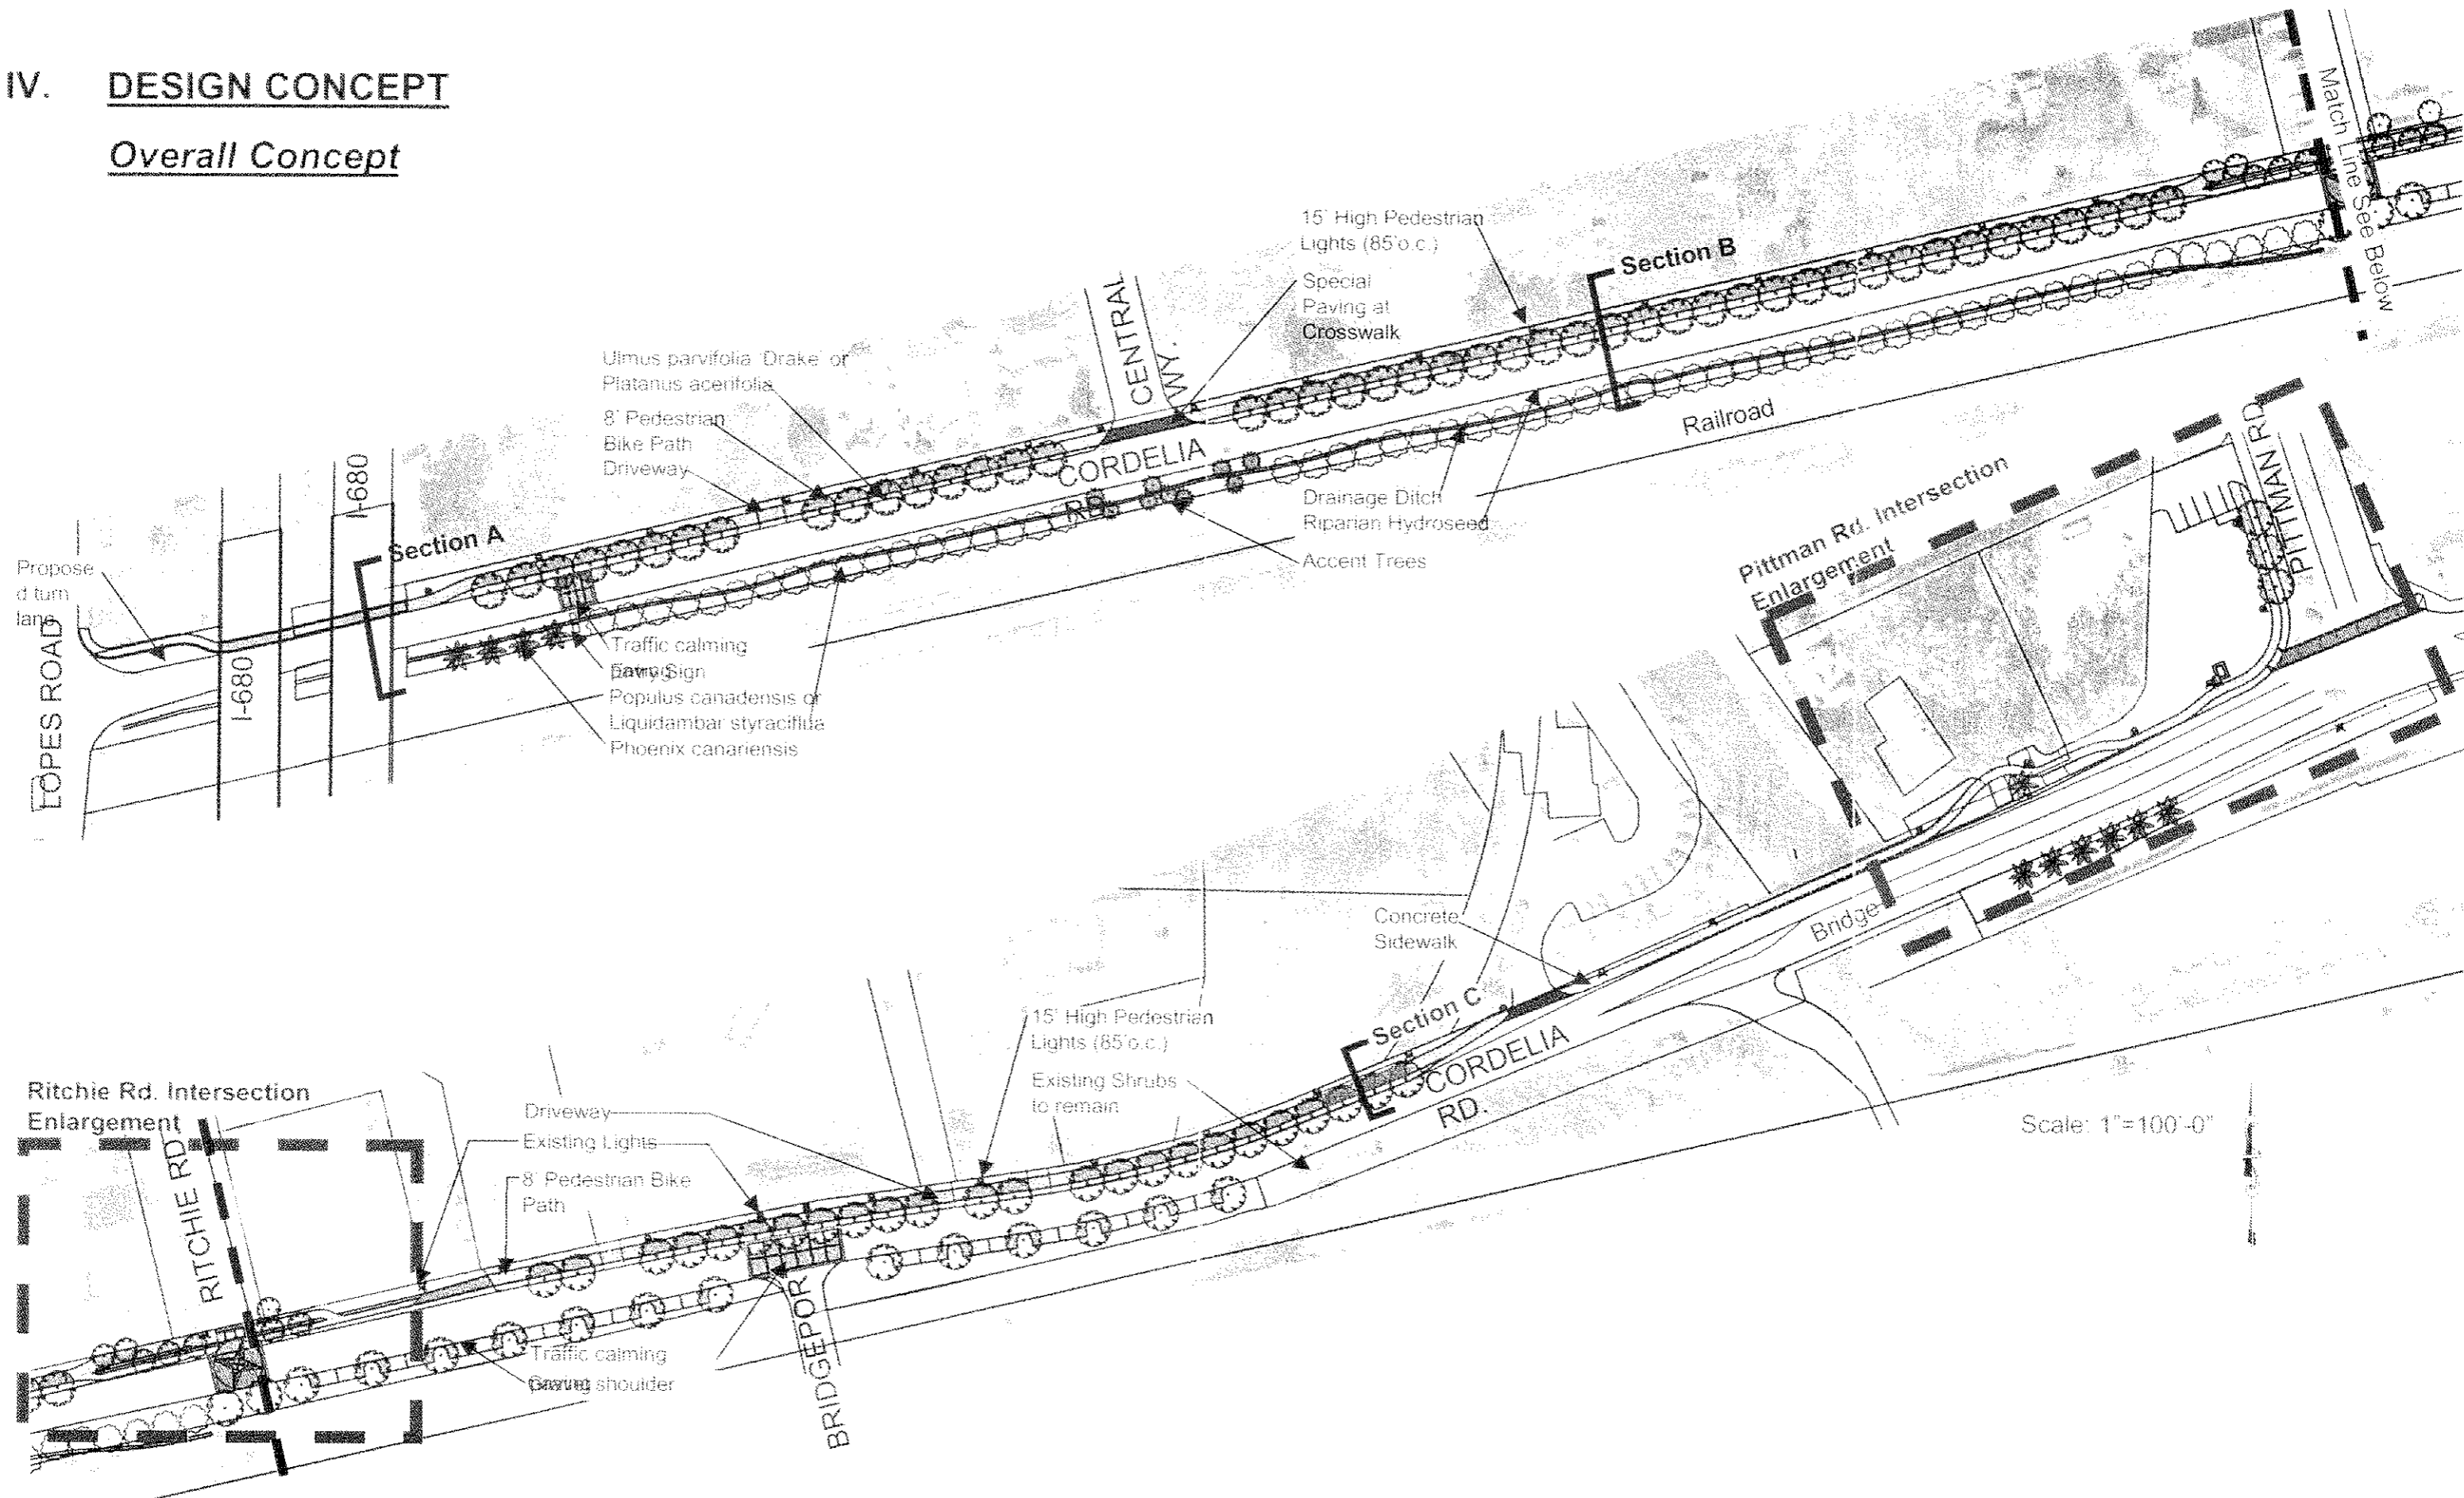 IV. DESIGN CONCEPT
Overall Concept
Match Line See Below
15' High Pedestrian
Lights (85'o.c.)
Special
Paving at
Crosswalk
Section B
CENTRAL
WY.
Ulmus parvifolia 'Drake' or
Platanus acerifolia
8' Pedestrian
Bike Path
Driveway
CORDELIA
RD.
Railroad
Drainage Ditch
Riparian Hydroseed
Accent Trees
I-680
Section A
Propose
d turn
lane
LOPES ROAD
I-680
Traffic calming
Entry Sign
Populus canadensis or
Liquidambar styraciflua
Phoenix canariensis
Pittman Rd. Intersection
Enlargement
PITTMAN RD
Concrete
Sidewalk
Bridge
Section C
CORDELIA
RD.
15' High Pedestrian
Lights (85'o.c.)
Existing Shrubs
to remain
Ritchie Rd. Intersection
Enlargement
RITCHIE RD
Driveway
Existing Lights
8' Pedestrian Bike
Path
Traffic calming
shoulder
BRIDGEPOR
Scale: 1"=100'-0"